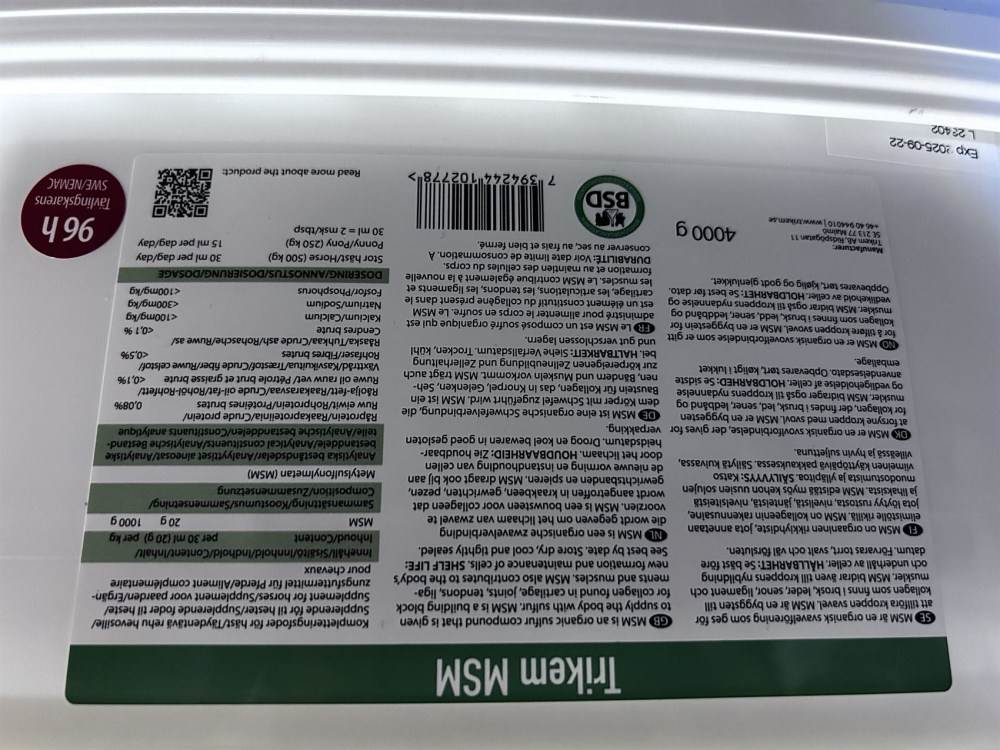 Trikem MSM
SE MSM är en organisk svavelförening som ges för
att tillföra kroppen svavel. MSM är en byggsten till
kollagen som finns i brosk, leder, senor, ligament och
muskler. MSM bidrar även till kroppens nybildning
och underhåll av celler. HÅLLBARHET: Se bäst före
datum. Förvaras torrt, svalt och väl försluten.
FI MSM on orgaaninen rikkiyhdiste, jota annetaan
elimistölle rikkiä. MSM on kollageenin rakennusaine,
jota löytyy rustosta, nivelistä, jänteistä, nivelsiteistä
ja lihaksista. MSM edistää myös kehon uusien solujen
muodostumista ja ylläpitoa. SÄILYVYYS: Katso
viimeinen käyttöpäivä pakkauksessa. Säilytä kuivassa,
viileässä ja hyvin suljettuna.
DK MSM er en organisk svovlforbindelse, der gives for
at forsyne kroppen med svovl. MSM er en byggesten
for kollagen, der findes i brusk, led, sener, ledbånd og
muskler. MSM bidrager også til kroppens nydannelse
og vedligeholdelse af celler. HOLDBARHED: Se sidste
anvendelsesdato. Opbevares tørt, køligt i lukket
emballage.
NO MSM er en organisk svovelforbindelse som er gitt
for å tilføre kroppen svovel. MSM er en byggestein for
kollagen som finnes i brusk, ledd, sener, leddbånd og
muskler. MSM bidrar også til kroppens nydannelse og
vedlikehold av celler. HOLBARHET: Se best før dato.
Oppevares tørt, kjølig og godt gjenlukket.
Manufacturer:
Trikem AB, Ridspögatan 11
SE 213 77 Malmö
+46 40 944010 | www.trikem.se
4000 g
GB MSM is an organic sulfur compound that is given
to supply the body with sulfur. MSM is a building block
for collagen found in cartilage, joints, tendons, liga-
ments and muscles. MSM also contributes to the body's
new formation and maintenance of cells. SHELF LIFE:
See best by date. Store dry, cool and tightly sealed.
NL MSM is een organische zwavelverbinding
die wordt gegeven om het lichaam van zwavel te
voorzien. MSM is een bouwsteen voor collageen dat
wordt aangetroffen in kraakbeen, gewrichten, pezen,
gewrichtsbanden en spieren. MSM draagt ook bij aan
de nieuwe vorming en instandhouding van cellen
door het lichaam. HOUDBAARHEID: Zie houdbaar-
heidsdatum. Droog en koel bewaren in goed gesloten
verpakking.
DE MSM ist eine organische Schwefelverbindung, die
dem Körper mit Schwefel zugeführt wird. MSM ist ein
Baustein für Kollagen, das in Knorpel, Gelenken, Seh-
nen, Bändern und Muskeln vorkommt. MSM trägt auch
zur körpereigenen Zellneubildung und Zellerhaltung
bei. HALTBARKEIT: Siehe Verfallsdatum. Trocken, kühl
und gut verschlossen lagern.
FR Le MSM est un composé soufré organique qui est
administré pour alimenter le corps en soufre. Le MSM
est un élément constitutif du collagène présent dans le
cartilage, les articulations, les tendons, les ligaments et
les muscles. Le MSM contribue également à la nouvelle
formation et au maintien des cellules du corps.
DURABILITÉ: Voir date limite de consommation. À
conserver au sec, au frais et bien fermé.
BSD
7 394244 102778 >
Kompletteringsfoder för häst/Täydentävä rehu hevosille/
Supplerende för til hester/Supplerende foder til heste/
Supplement for horses/Supplement voor paarden/Ergän-
zungsfuttermittel für Pferde/Aliment complémentaire
pour chevaux
Innehåll/Sisältö/Innhold/Indhold/Content/Inhalt/
Inhoud/Content per 30 ml (20 g) per kg
MSM 20 g 1000 g
Sammansättning/Koostumus/Sammensetning/
Composition/Zusammensetzung
Metylsulfonylmetan (MSM)
Analytiska beståndsdelar/Analyyttiset ainesosat/Analytiske
bestanddele/Analytical constituents/Analytische Bestand-
teile/Analytische bestanddelen/Constituants analytique
Råprotein/Raakaproteiinia/Crude protein/
Ruw eiwit/Rohprotein/Protéines brutes 0,08%
Råolja-fett/Raakarasvaa/Crude oil-fat/Rohöl-Rohfett/
Ruwe oli ruwe vet/ Pétrole brut et graisse brute <0,1%
Växttråd/Kasvikuitua/Træstof/Crude fiber/Ruwe celstof/
Rohfaser/Fibres brutes <0,5%
Råaska/Tuhkaa/Crude ash/Rohasche/Ruwe as/
Cendres brute <0,1 %
Kalcium/Calcium <100mg/kg
Natrium/Sodium <300mg/kg
Fosfor/Phosphorus <100mg/kg
DOSERING/ANNOSTUS/DOSIERUNG/DOSAGE
Stor häst/Horse (500 kg) 30 ml per dag/day
Ponny/Pony (250 kg) 15 ml per dag/day
30 ml = 2 msk/tbsp
Read more about the product:
96 h
Tävlingskarens
SWE/NEMAC
Exp 2025-09-22